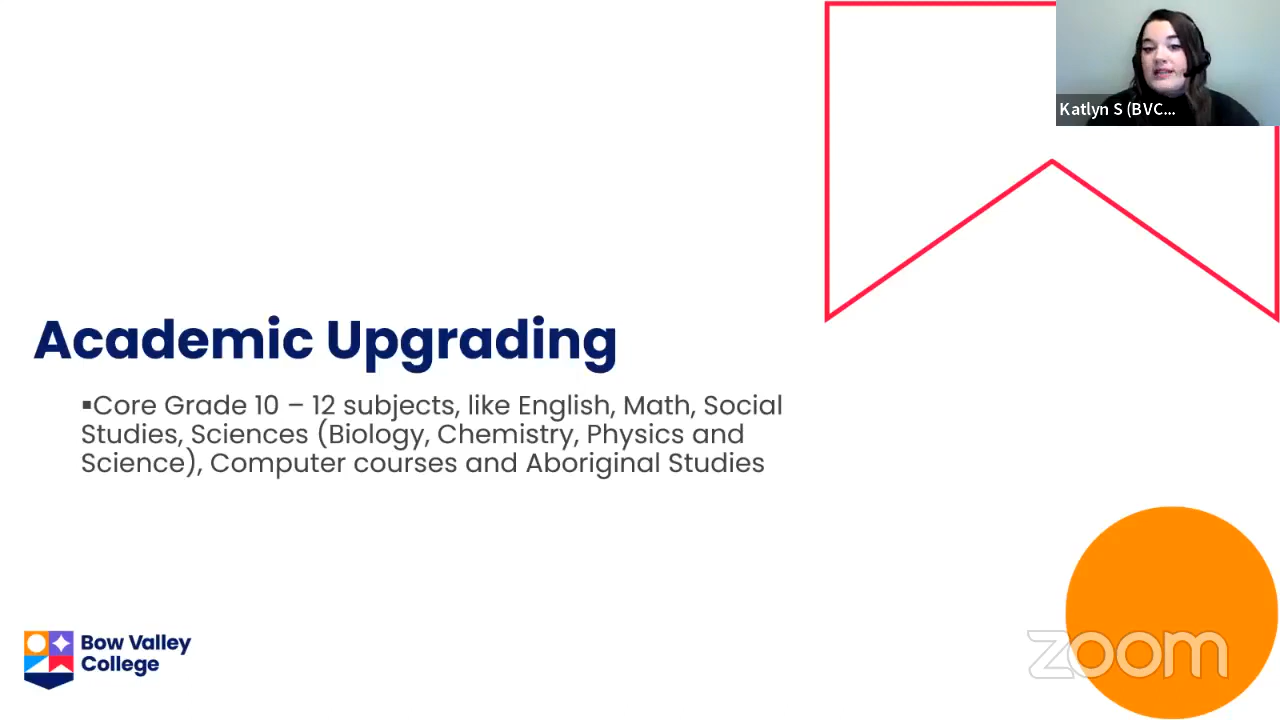 Katlyn S (BVC...
Academic Upgrading
▪Core Grade 10 – 12 subjects, like English, Math, Social
Studies, Sciences (Biology, Chemistry, Physics and
Science), Computer courses and Aboriginal Studies
Bow Valley
College
zoom